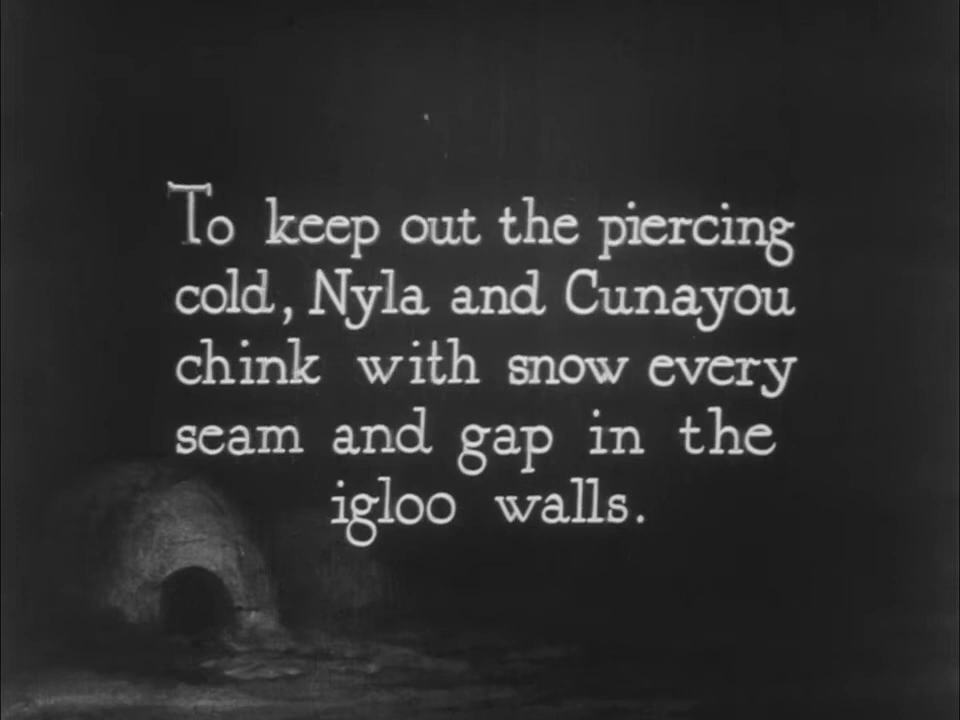 To keep out the piercing
cold, Nyla and Cunayou
chink with snow every
seam and gap in the
igloo walls.